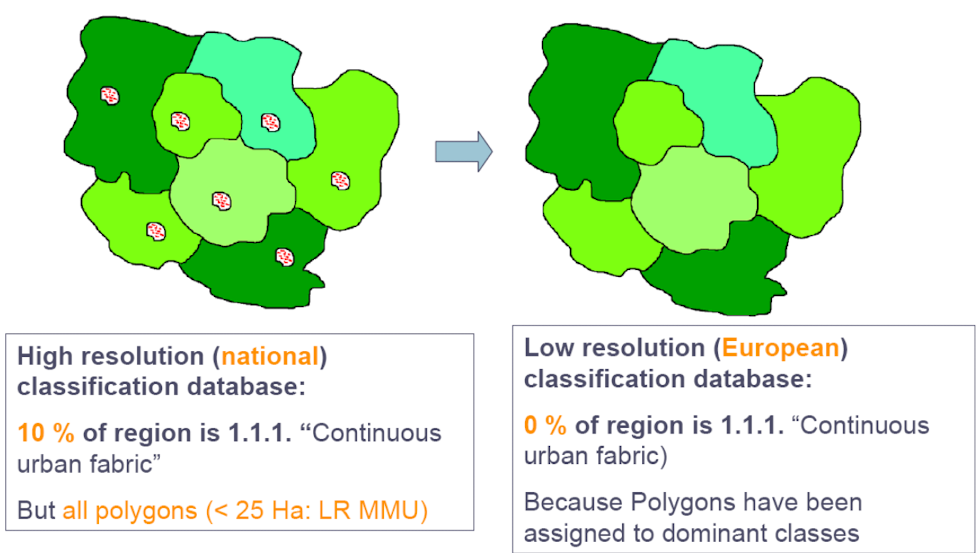 High resolution (national)
classification database:
10 % of region is 1.1.1. “Continuous
urban fabric”
But all polygons (< 25 Ha: LR MMU)
Low resolution (European)
classification database:
0 % of region is 1.1.1. “Continuous
urban fabric)
Because Polygons have been
assigned to dominant classes